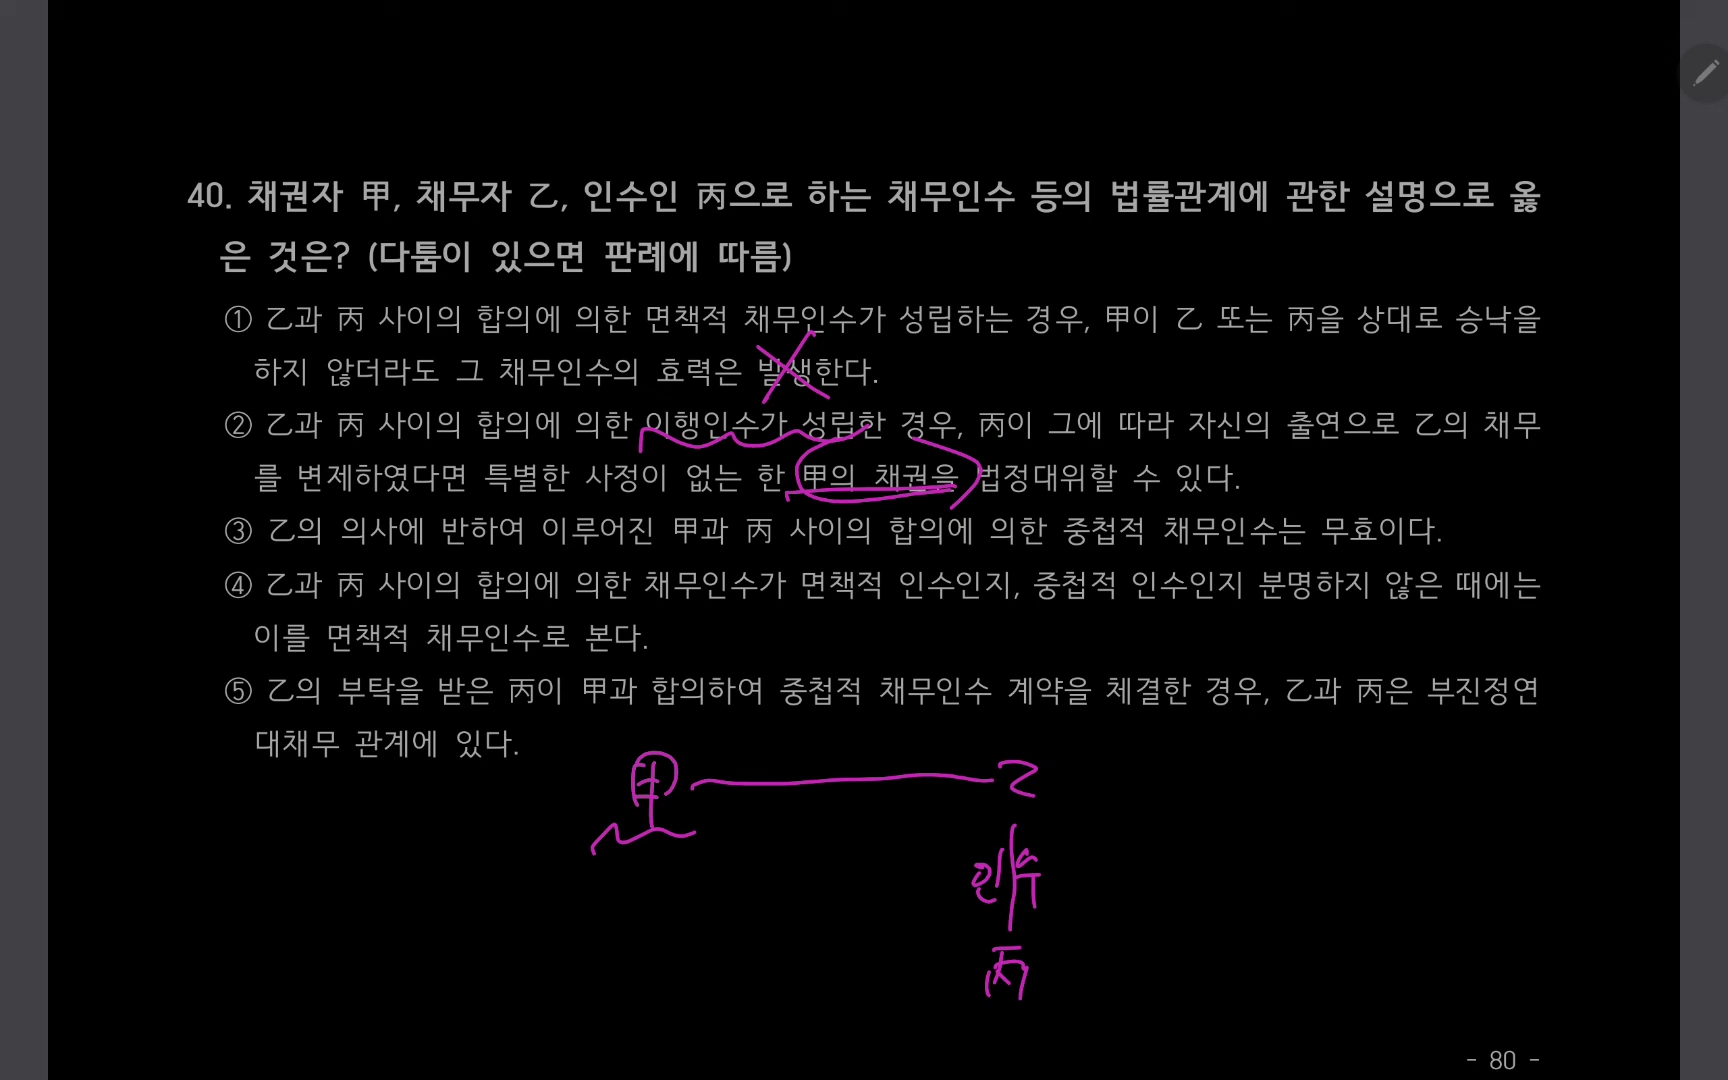 40. 채권자 甲, 채무자 乙, 인수인 丙으로 하는 채무인수 등의 법률관계에 관한 설명으로 옳
은 것은? (다툼이 있으면 판례에 따름)
① 乙과 丙 사이의 합의에 의한 면책적 채무인수가 성립하는 경우, 甲이 乙 또는 丙을 상대로 승낙을
하지 않더라도 그 채무인수의 효력은 발생한다.
② 乙과 丙 사이의 합의에 의한 이행인수가 성립한 경우, 丙이 그에 따라 자신의 출연으로 乙의 채무
를 변제하였다면 특별한 사정이 없는 한 甲의 채권을 법정대위할 수 있다.
③ 乙의 의사에 반하여 이루어진 甲과 丙 사이의 합의에 의한 중첩적 채무인수는 무효이다.
④ 乙과 丙 사이의 합의에 의한 채무인수가 면책적 인수인지, 중첩적 인수인지 분명하지 않은 때에는
이를 면책적 채무인수로 본다.
⑤ 乙의 부탁을 받은 丙이 甲과 합의하여 중첩적 채무인수 계약을 체결한 경우, 乙과 丙은 부진정연
대채무 관계에 있다.
甲 乙
인수
丙
- 80 -